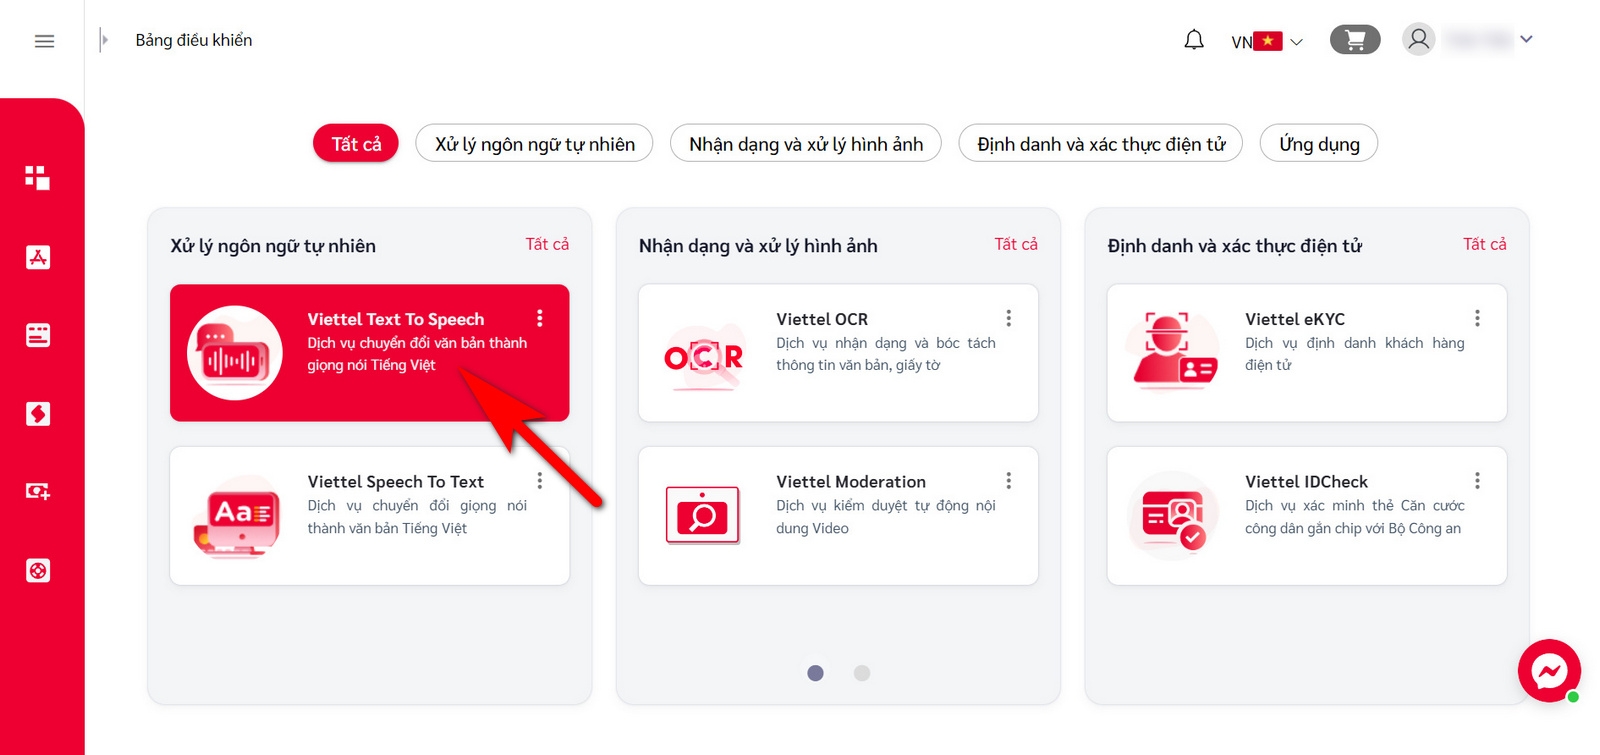 Bảng điều khiển
VN
Tất cả
Xử lý ngôn ngữ tự nhiên
Nhận dạng và xử lý hình ảnh
Định danh và xác thực điện tử
Ứng dụng
Xử lý ngôn ngữ tự nhiên
Tất cả
Viettel Text To Speech
Dịch vụ chuyển đổi văn bản thành
giọng nói Tiếng Việt
Aa
Viettel Speech To Text
Dịch vụ chuyển đổi giọng nói
thành văn bản Tiếng Việt
Nhận dạng và xử lý hình ảnh
Tất cả
OCR
Viettel OCR
Dịch vụ nhận dạng và bóc tách
thông tin văn bản, giấy tờ
Viettel Moderation
Dịch vụ kiểm duyệt tự động nội
dung Video
Định danh và xác thực điện tử
Tất cả
Viettel eKYC
Dịch vụ định danh khách hàng
điện tử
Viettel IDCheck
Dịch vụ xác minh thẻ Căn cước
công dân gắn chip với Bộ Công an